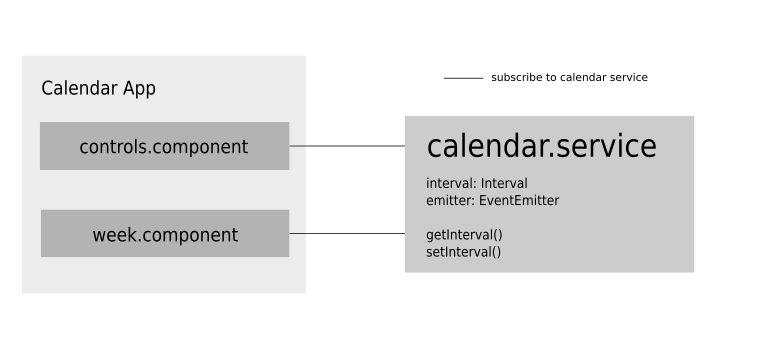 Calendar App
controls.component
week.component
subscribe to calendar service
calendar.service
interval: Interval
emitter: EventEmitter
getInterval()
setInterval()